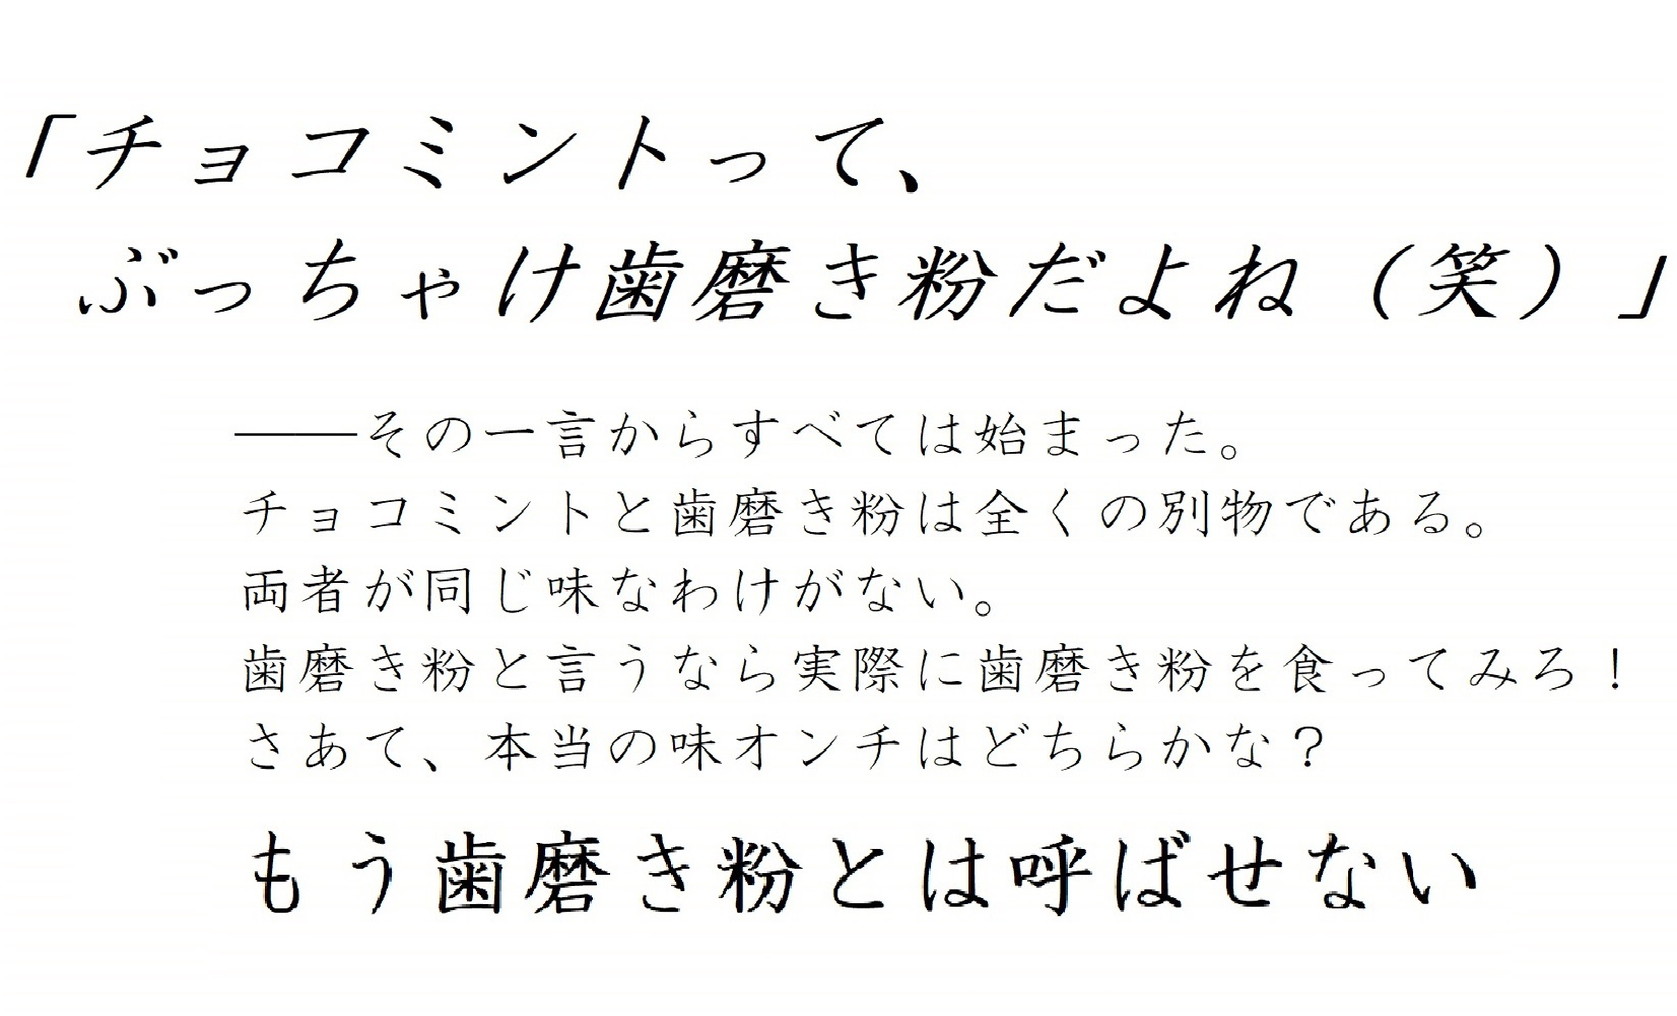 「チョコミントって、
ぶっちゃけ歯磨き粉だよね（笑）」
――その一言からすべては始まった。
チョコミントと歯磨き粉は全くの別物である。
両者が同じ味なわけがない。
歯磨き粉と言うなら実際に歯磨き粉を食ってみろ！
さあて、本当の味オンチはどちらかな？
もう歯磨き粉とは呼ばせない